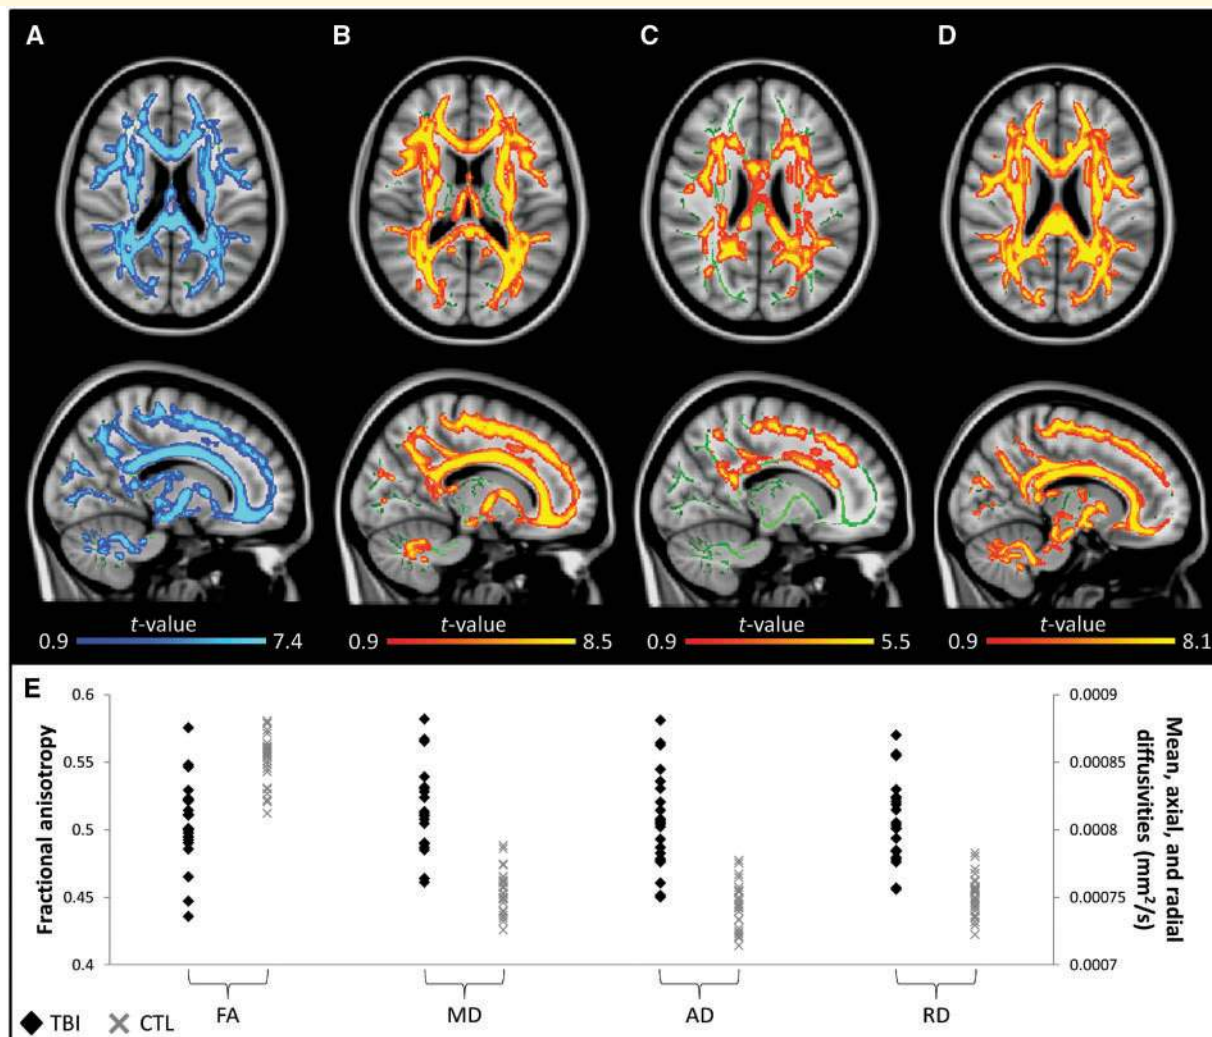 A B C D
t-value t-value t-value t-value
0.9 7.4 0.9 8.5 0.9 5.5 0.9 8.1
E
Fractional anisotropy
0.6
0.55
0.5
0.45
0.4
0.0009
0.00085
0.0008
0.00075
0.0007
Mean, axial, and radial
diffusivities (mm²/s)
FA MD AD RD
TBI CTL